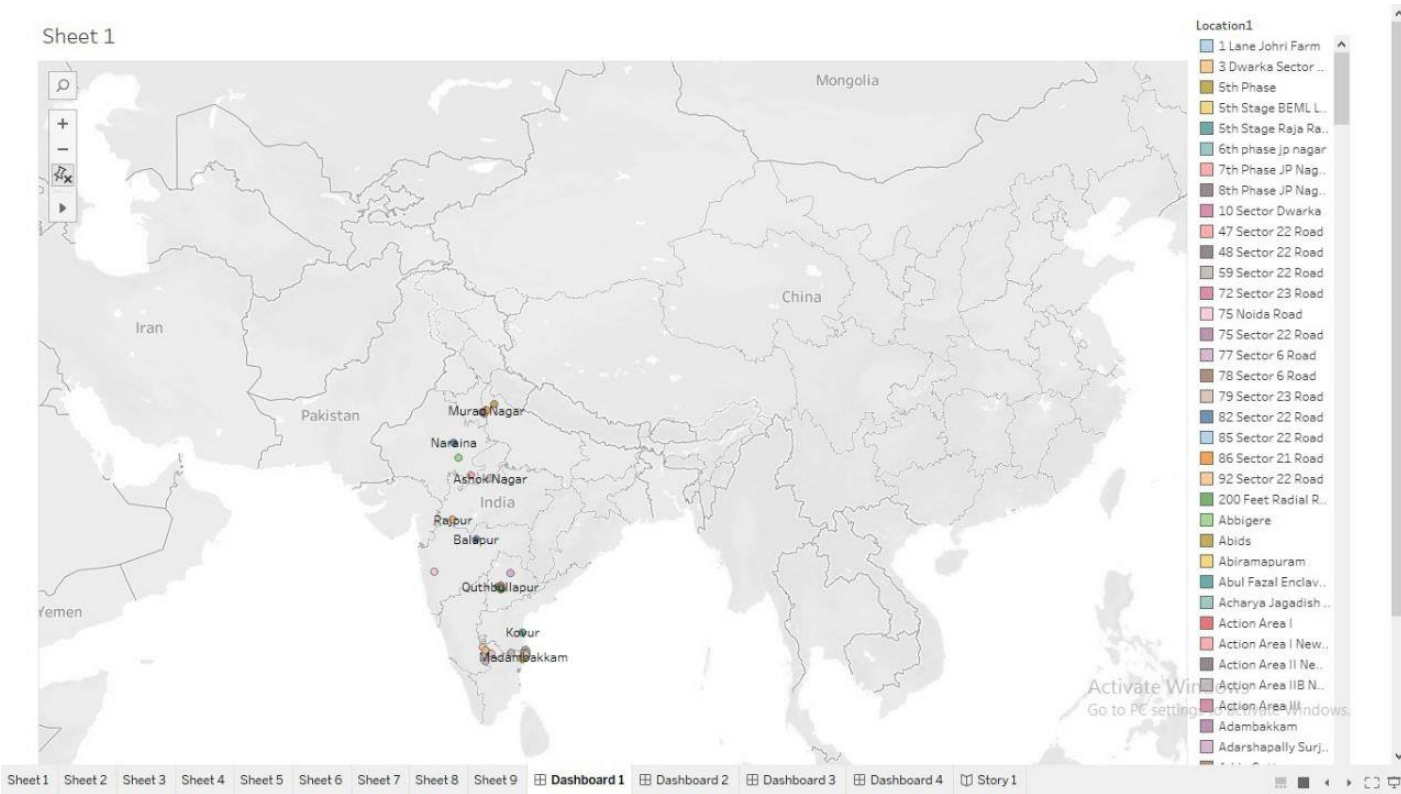 Sheet 1
Mongolia
China
Iran
Pakistan
Murad Nagar
Naraina
Ashok Nagar
India
Rajpur
Balapur
Quthbullapur
Yemen
Kovur
Madambakkam
Location1
1 Lane Johri Farm
3 Dwarka Sector ..
5th Phase
5th Stage BEML L..
5th Stage Raja Ra..
6th phase jp nagar
7th Phase JP Nag..
8th Phase JP Nag..
10 Sector Dwarka
47 Sector 22 Road
48 Sector 22 Road
59 Sector 22 Road
72 Sector 23 Road
75 Noida Road
75 Sector 22 Road
77 Sector 6 Road
78 Sector 6 Road
79 Sector 23 Road
82 Sector 22 Road
85 Sector 22 Road
86 Sector 21 Road
92 Sector 22 Road
200 Feet Radial R..
Abbigere
Abids
Abiramapuram
Abul Fazal Enclav..
Acharya Jagadish ..
Action Area I
Action Area I New..
Action Area II Ne..
Action Area IIB N..
Action Area III
Adambakkam
Adarshapally Surj..
Activate Windows
Go to PC settings to activate Windows.
Sheet 1 Sheet 2 Sheet 3 Sheet 4 Sheet 5 Sheet 6 Sheet 7 Sheet 8 Sheet 9 Dashboard 1 Dashboard 2 Dashboard 3 Dashboard 4 Story 1